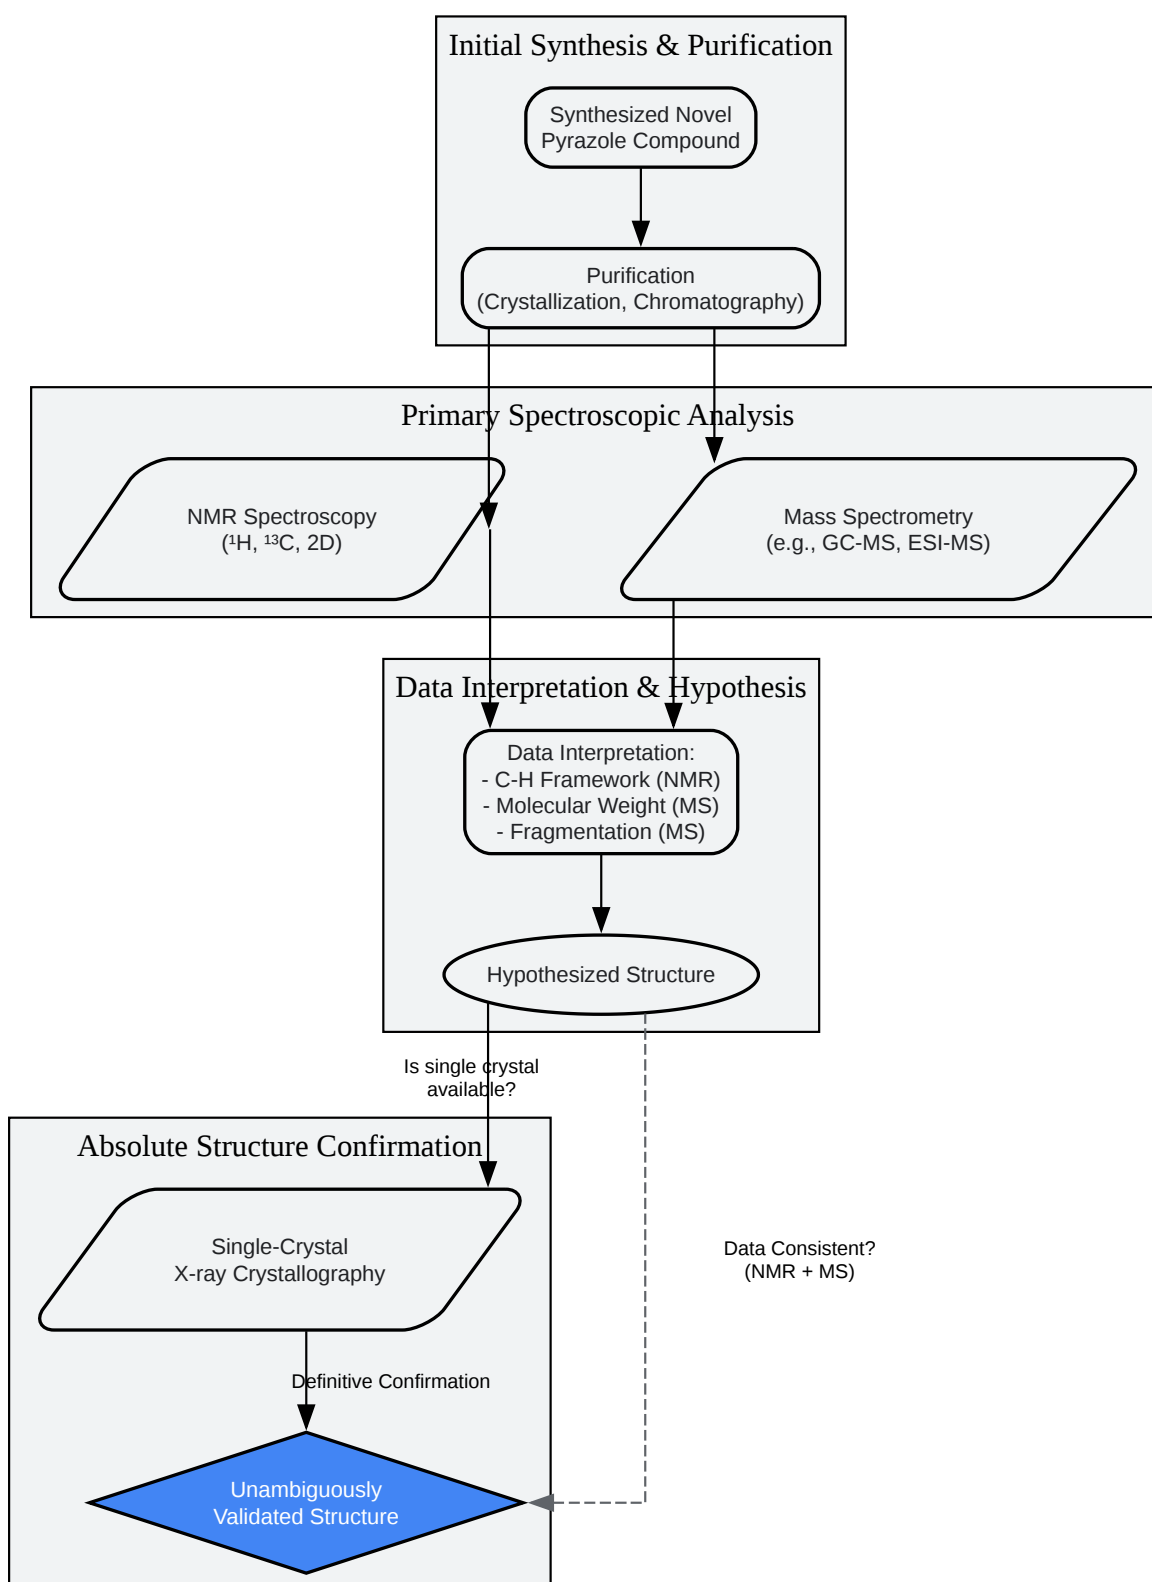 Initial Synthesis & Purification
Synthesized Novel
Pyrazole Compound
Purification
(Crystallization, Chromatography)
Primary Spectroscopic Analysis
NMR Spectroscopy
(¹H, ¹³C, 2D)
Mass Spectrometry
(e.g., GC-MS, ESI-MS)
Data Interpretation & Hypothesis
Data Interpretation:
- C-H Framework (NMR)
- Molecular Weight (MS)
- Fragmentation (MS)
Hypothesized Structure
Is single crystal
available?
Absolute Structure Confirmation
Single-Crystal
X-ray Crystallography
Data Consistent?
(NMR + MS)
Definitive Confirmation
Unambiguously
Validated Structure